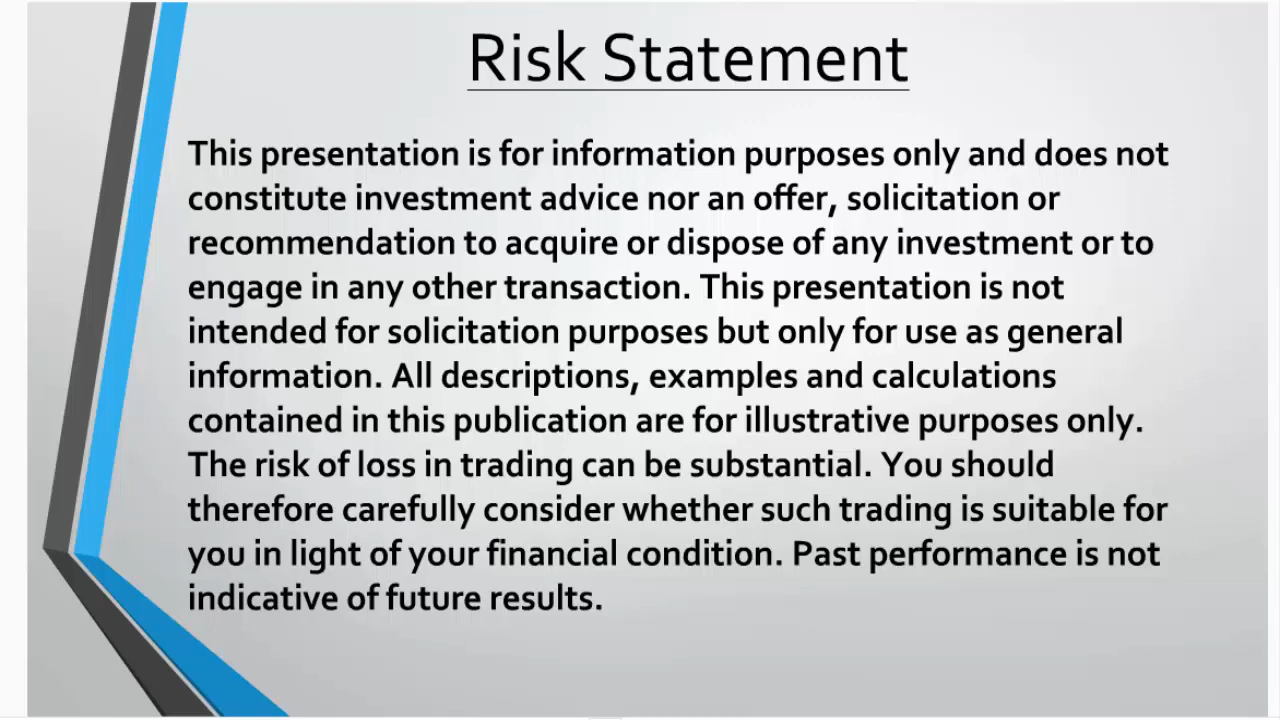 Risk Statement
This presentation is for information purposes only and does not
constitute investment advice nor an offer, solicitation or
recommendation to acquire or dispose of any investment or to
engage in any other transaction. This presentation is not
intended for solicitation purposes but only for use as general
information. All descriptions, examples and calculations
contained in this publication are for illustrative purposes only.
The risk of loss in trading can be substantial. You should
therefore carefully consider whether such trading is suitable for
you in light of your financial condition. Past performance is not
indicative of future results.